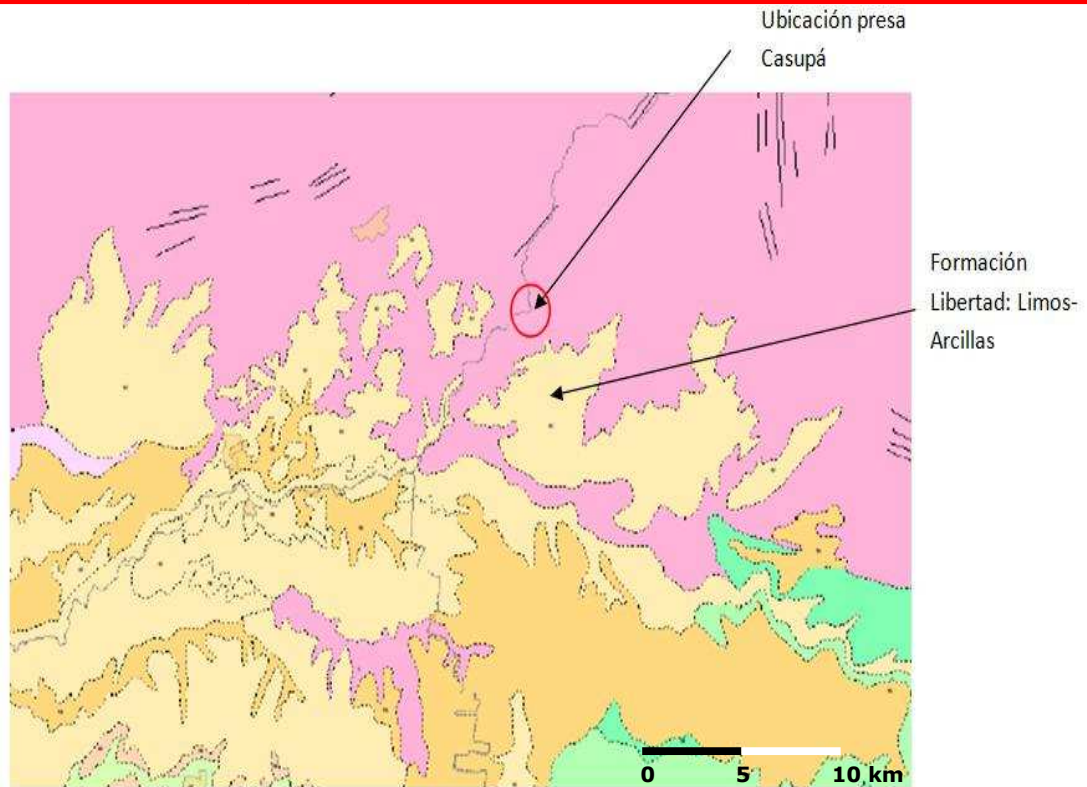 Ubicación presa
Casupá
Formación
Libertad: Limos-
Arcillas
0 5 10 km